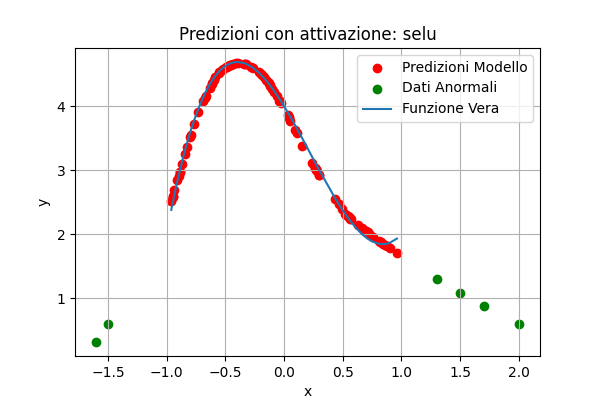 Predizioni con attivazione: selu
Predizioni Modello
Dati Anormali
Funzione Vera
y
4
3
2
1
−1.5
−1.0
−0.5
0.0
0.5
1.0
1.5
2.0
x